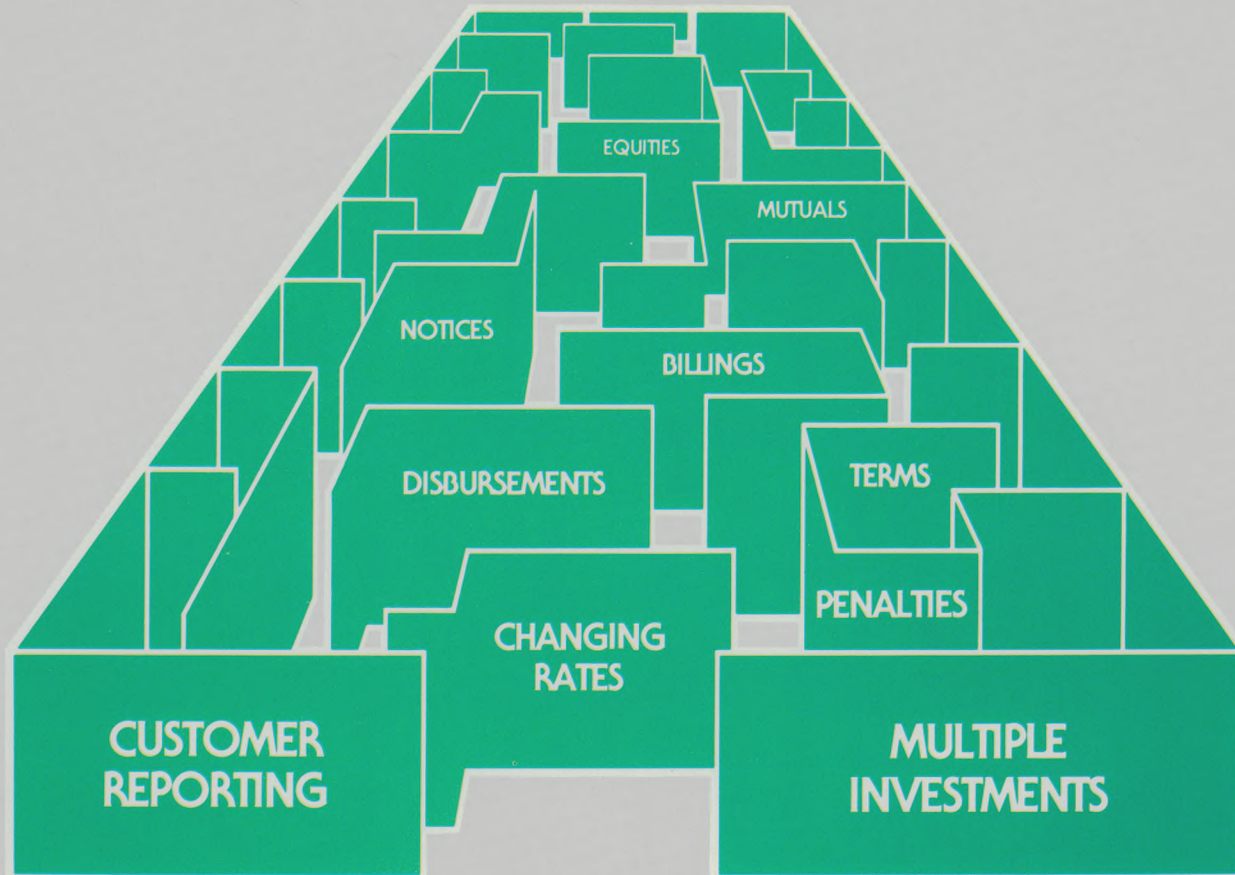 EQUITIES
MUTUALS
NOTICES
BILLINGS
DISBURSEMENTS
TERMS
PENALTIES
CHANGING
RATES
CUSTOMER
REPORTING
MULTIPLE
INVESTMENTS